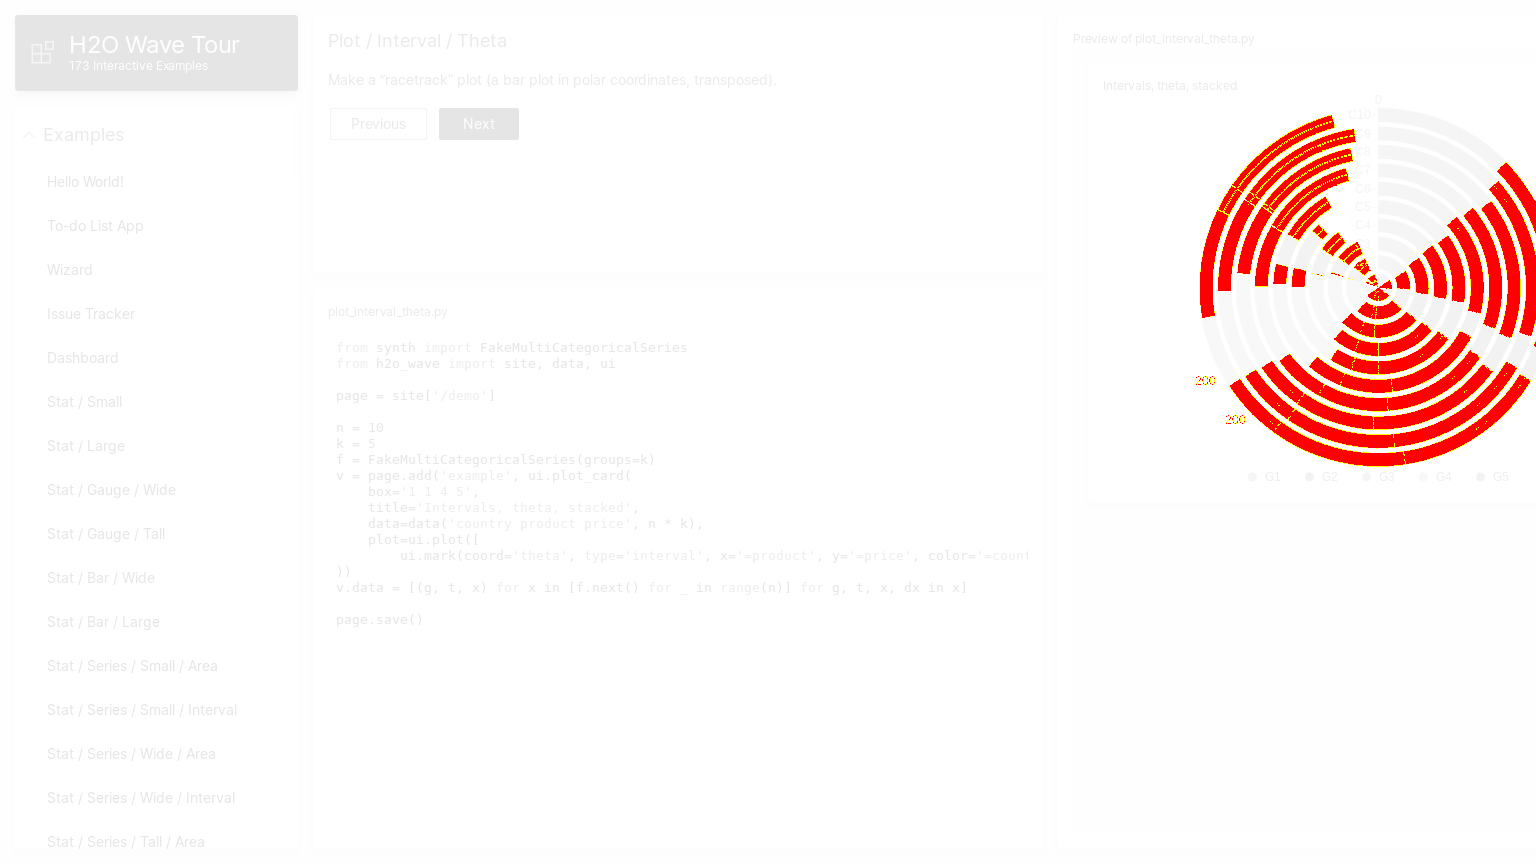 H2O Wave Tour
173 Interactive Examples
Examples
Hello World!
To-do List App
Wizard
Issue Tracker
Dashboard
Stat / Small
Stat / Large
Stat / Gauge / Wide
Stat / Gauge / Tall
Stat / Bar / Wide
Stat / Bar / Large
Stat / Series / Small / Area
Stat / Series / Small / Interval
Stat / Series / Wide / Area
Stat / Series / Wide / Interval
Stat / Series / Tall / Area
Plot / Interval / Theta
Make a “racetrack” plot (a bar plot in polar coordinates, transposed).
Previous Next
plot_interval_theta.py
from synth import FakeMultiCategoricalSeries
from h2o_wave import site, data, ui
page = site['/demo']
n = 10
k = 5
f = FakeMultiCategoricalSeries(groups=k)
v = page.add('example', ui.plot_card(
box='1 1 4 5',
title='Intervals, theta, stacked',
data=data('country product price', n * k),
plot=ui.plot([
ui.mark(coord='theta', type='interval', x='=product', y='=price', color='=count
))
v.data = [(g, t, x) for x in [f.next() for _ in range(n)] for g, t, x, dx in x]
page.save()
Preview of plot_interval_theta.py
Intervals, theta, stacked
0
C10
C9
C7
C6
C5
C4
200
200
G1 G2 G3 G4 G5